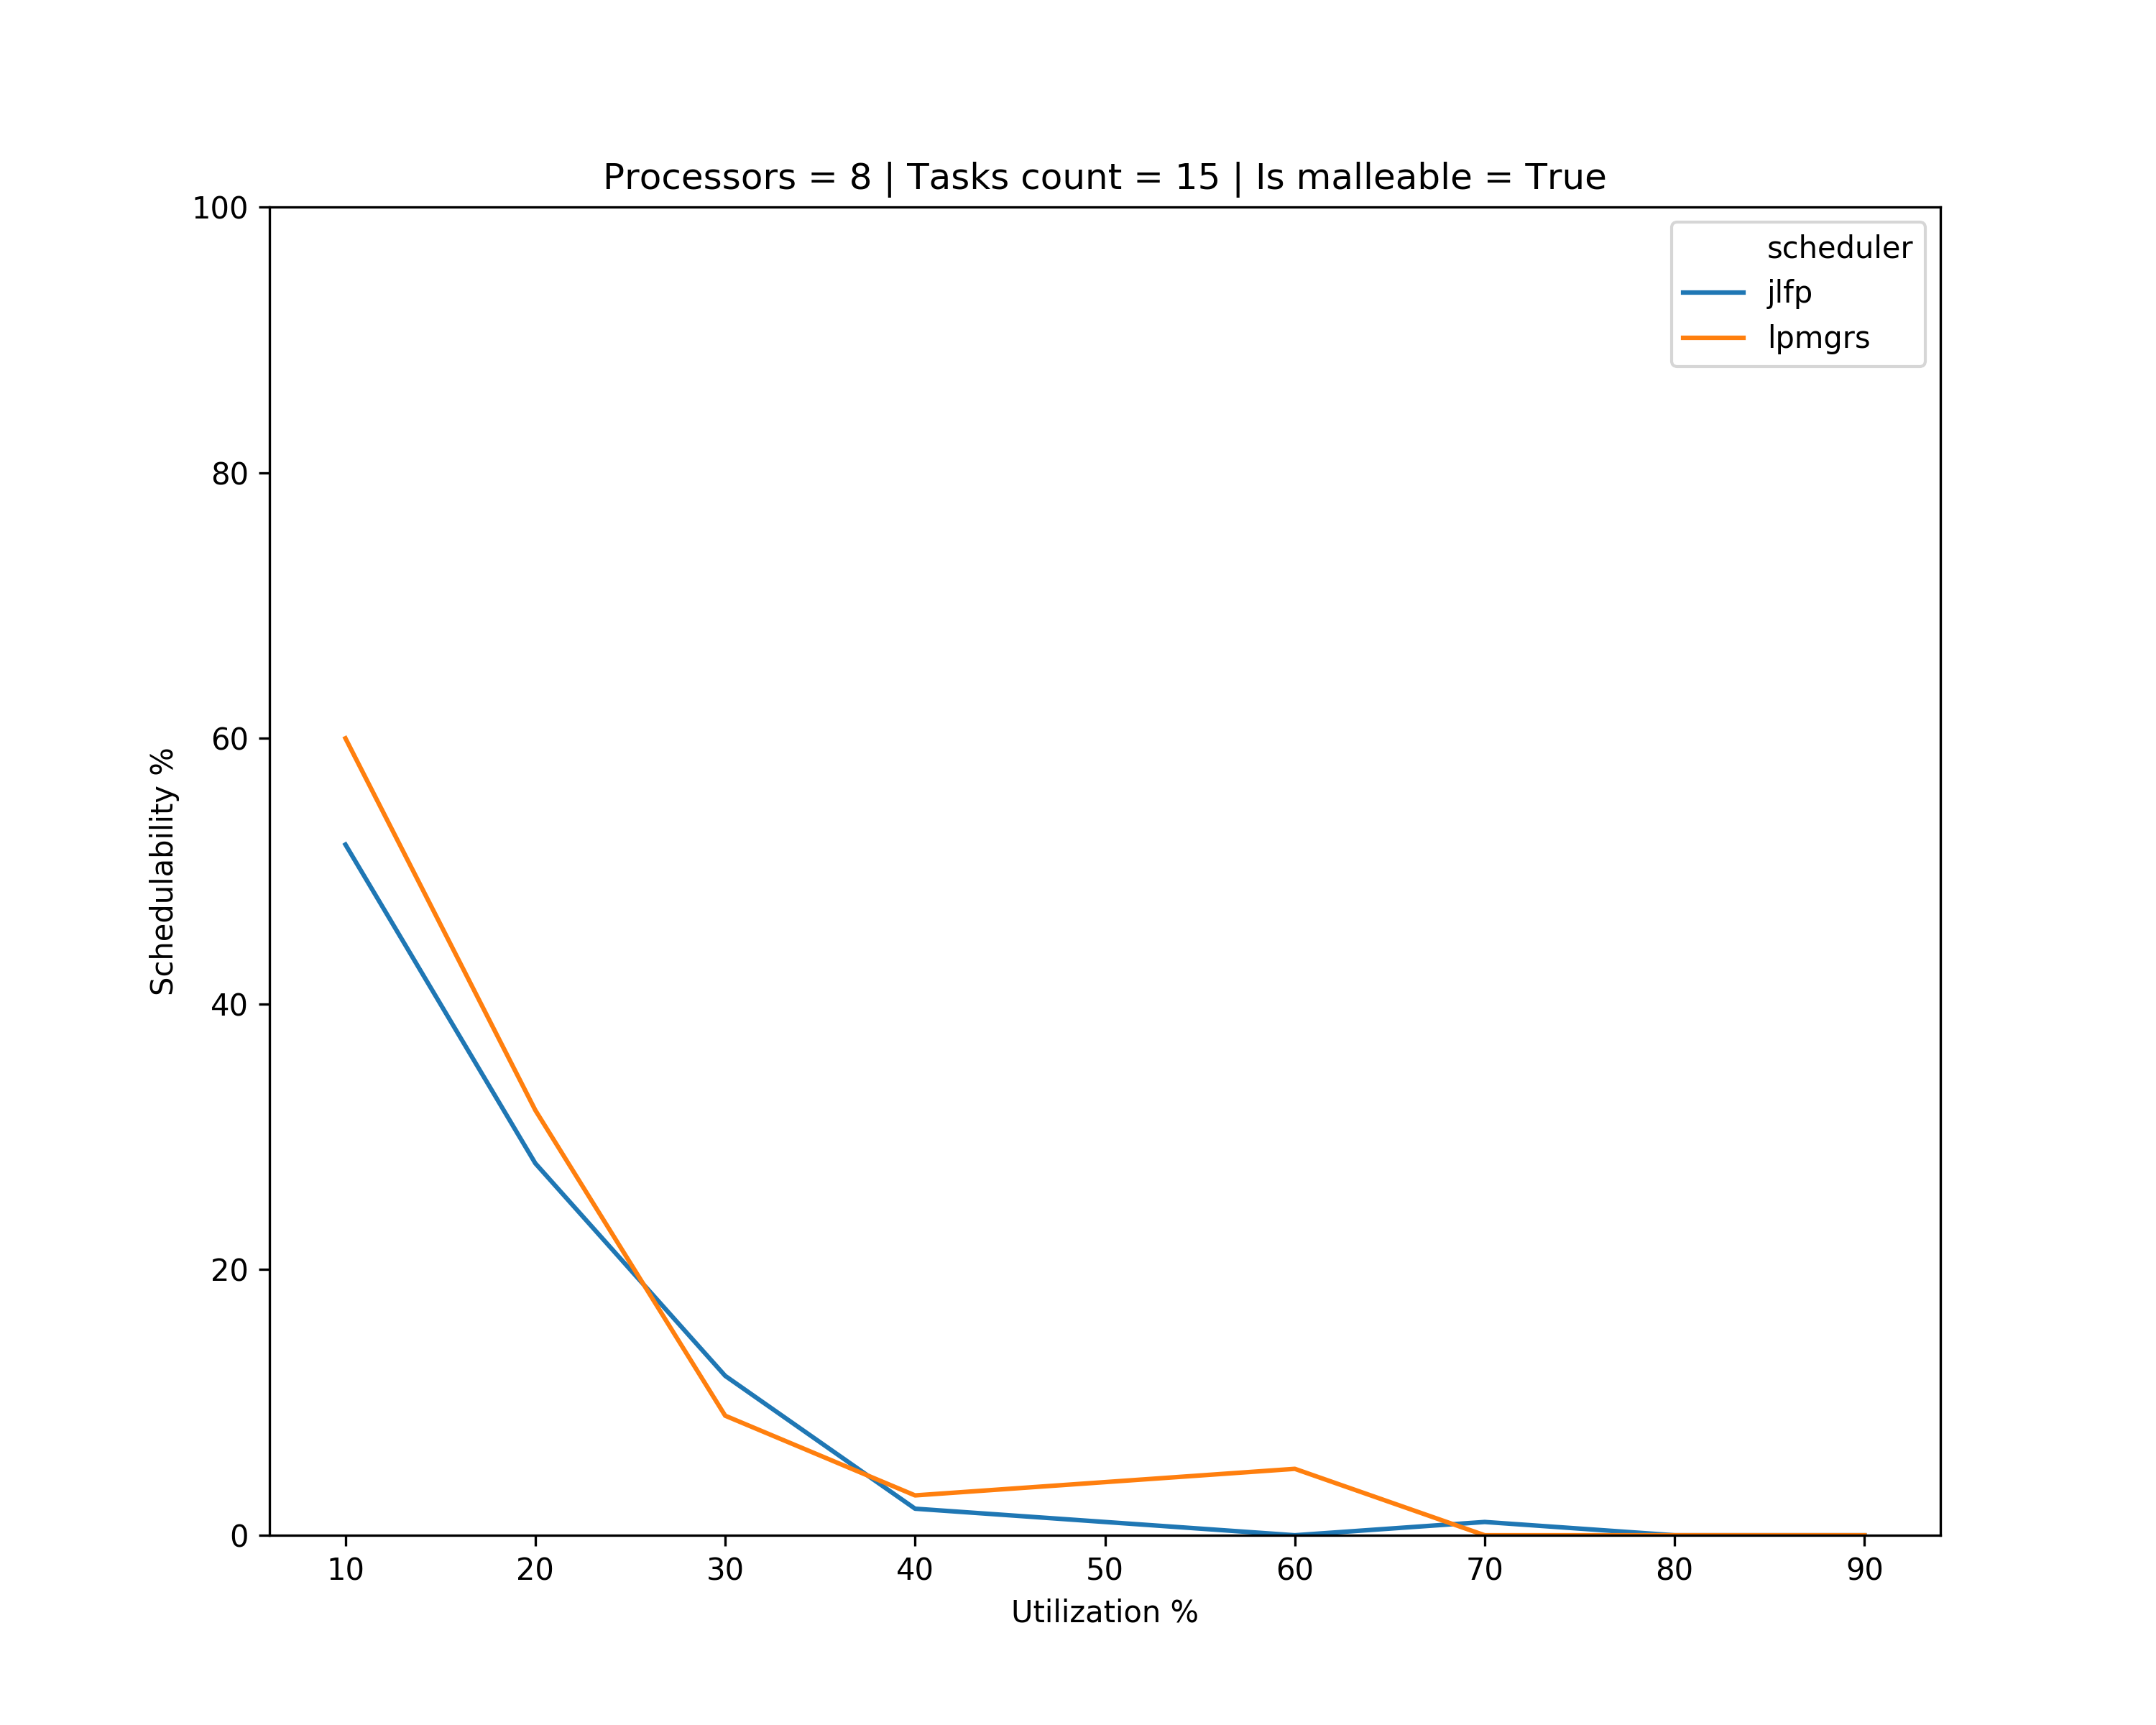 Processors = 8 | Tasks count = 15 | Is malleable = True
scheduler
jlfp
lpmgrs
Schedulability %
100
80
60
40
20
0
10 20 30 40 50 60 70 80 90
Utilization %